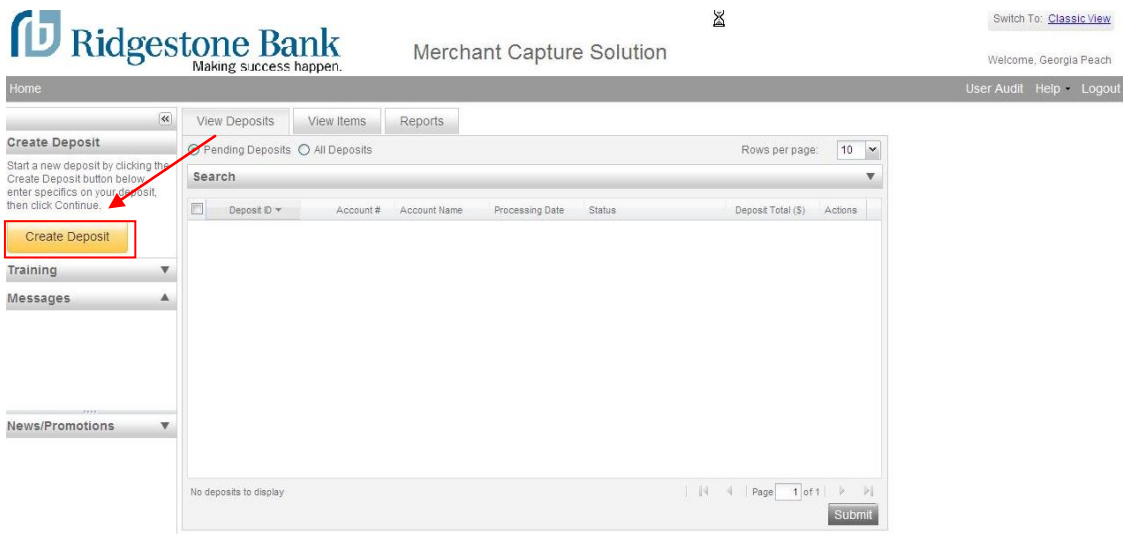 Switch To: Classic View
Ridgestone Bank
Making success happen.
Merchant Capture Solution
Welcome, Georgia Peach
Home
User Audit Help Logout
View Deposits View Items Reports
Create Deposit
Start a new deposit by clicking the
Create Deposit button below,
enter specifics on your deposit,
then click Continue.
Create Deposit
Training
Messages
News/Promotions
Pending Deposits All Deposits
Rows per page: 10
Search
Deposit ID Account # Account Name Processing Date Status Deposit Total ($) Actions
No deposits to display
Page 1 of 1
Submit